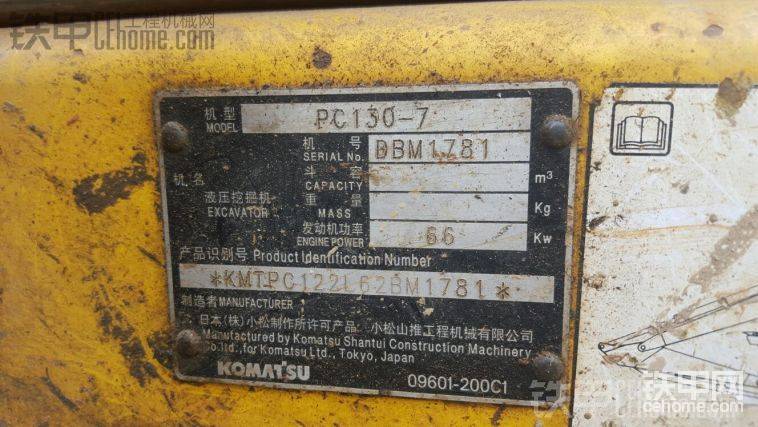 铁甲工程机械网
CEhome.com
机型 PC130-7
MODEL
机号 DBM1781
SERIAL No.
机名
斗容
CAPACITY m³
液压挖掘机 重量
EXCAVATOR MASS Kg
发动机功率 66
ENGINE POWER Kw
产品识别号 Product Identification Number
*KMTPC122L62BM1781*
制造者 MANUFACTURER
日本(株)小松制作所许可产品 小松山推工程机械有限公司
Manufactured by Komatsu Shantui Construction Machinery
Co.,ltd.,for Komatsu Ltd., Tokyo, Japan
KOMATSU 09601-200C1
铁甲网
cehome.com